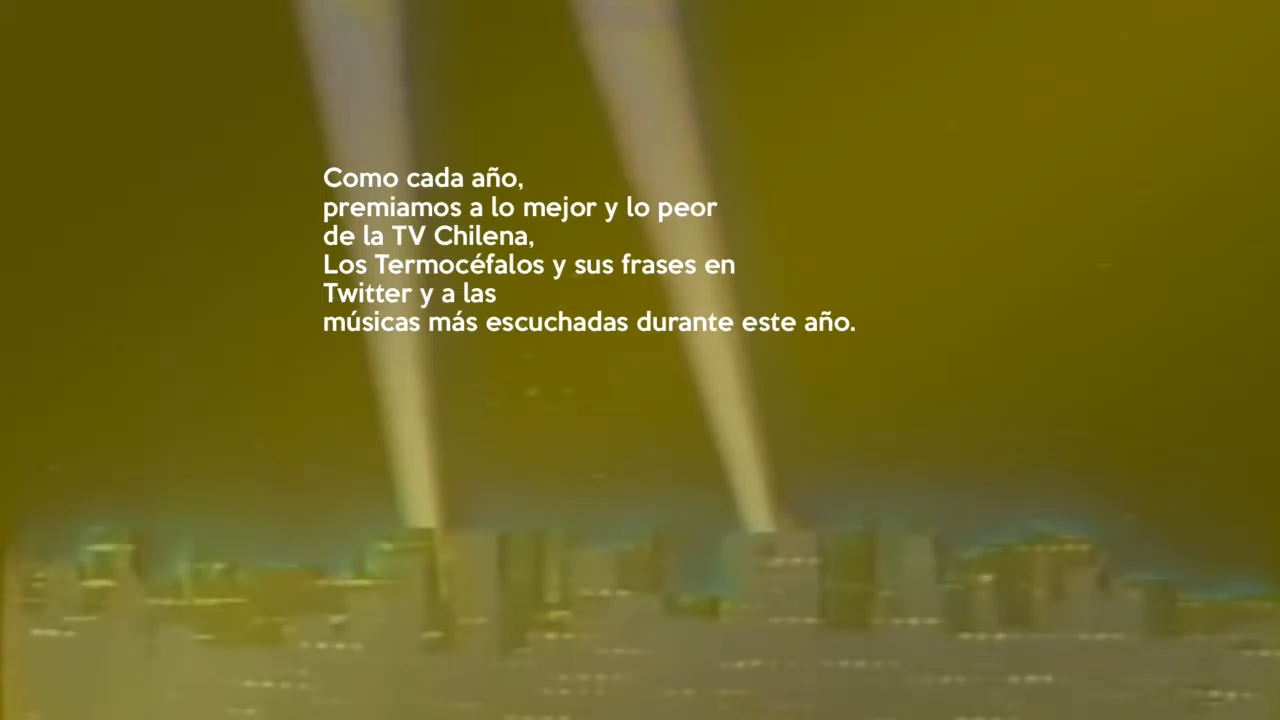 Como cada año,
premiamos a lo mejor y lo peor
de la TV Chilena,
Los Termocéfalos y sus frases en
Twitter y a las
músicas más escuchadas durante este año.